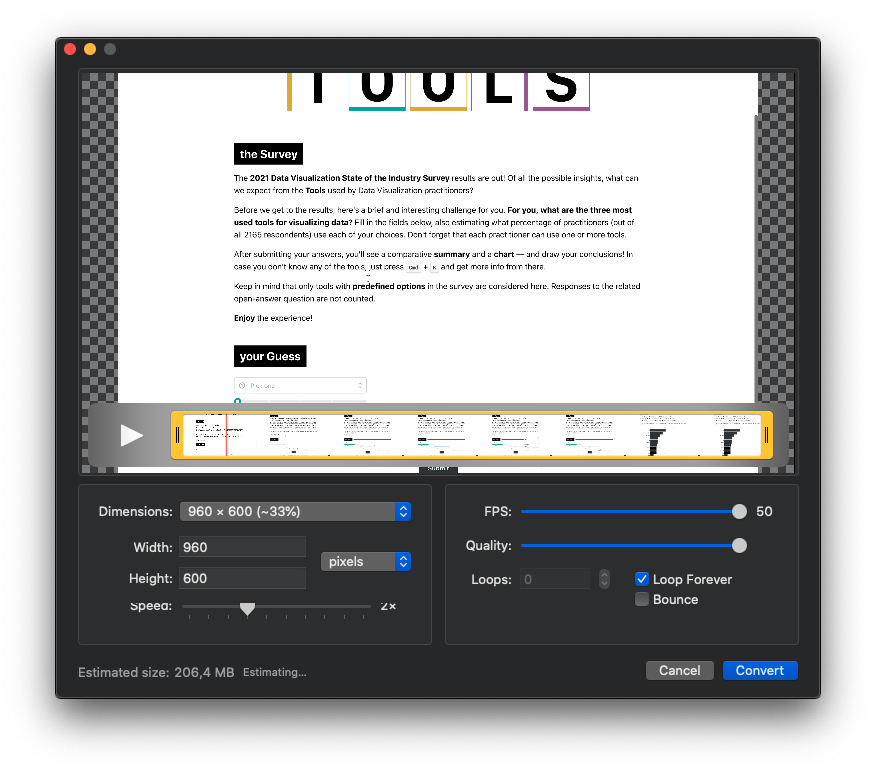 TOOLS
the Survey
The 2021 Data Visualization State of the Industry Survey results are out! Of all the possible insights, what can
we expect from the Tools used by Data Visualization practitioners?
Before we get to the results, here's a brief and interesting challenge for you. For you, what are the three most
used tools for visualizing data? Fill in the fields below, also estimating what percentage of practitioners (out of
all 2165 respondents) use each of your choices. Don't forget that each practitioner can use one or more tools.
After submitting your answers, you'll see a comparative summary and a chart — and draw your conclusions! In
case you don't know any of the tools, just press Cmd + K and get more info from there.
Keep in mind that only tools with predefined options in the survey are considered here. Responses to the related
open-answer question are not counted.
Enjoy the experience!
your Guess
Pick one
Submit
Dimensions: 960 × 600 (~33%)
Width: 960
pixels
Height: 600
Speed: 2×
FPS: 50
Quality:
Loops: 0
Loop Forever
Bounce
Estimated size: 206,4 MB Estimating...
Cancel
Convert